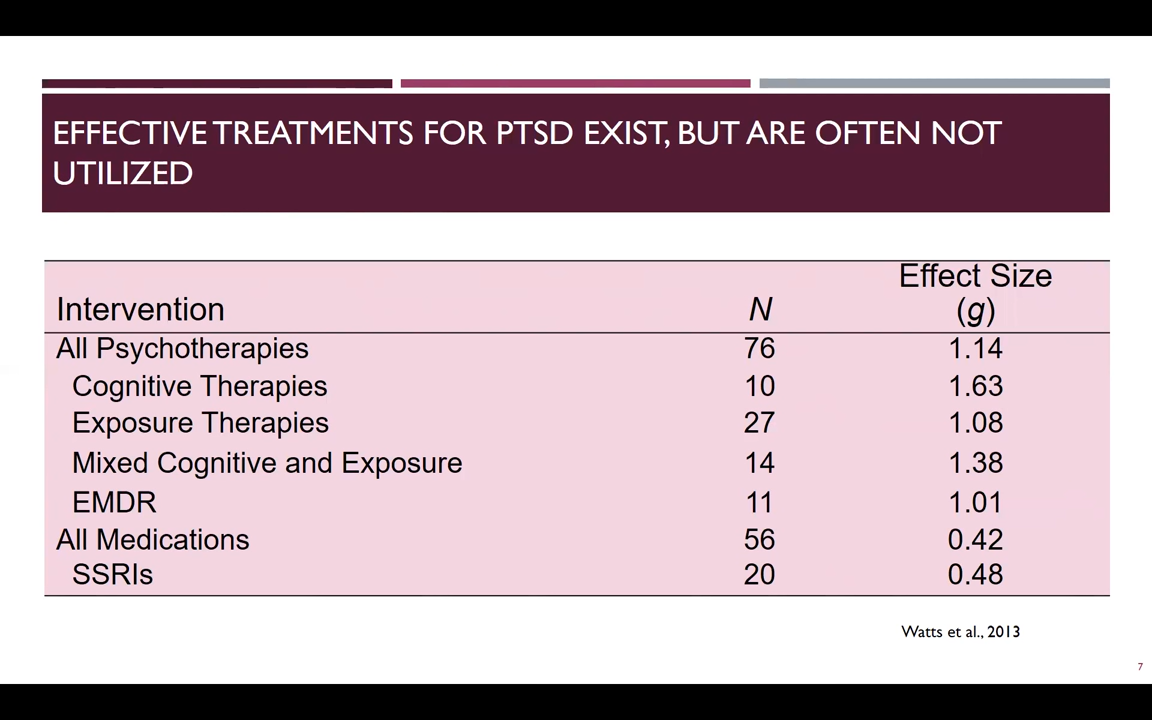 EFFECTIVE TREATMENTS FOR PTSD EXIST, BUT ARE OFTEN NOT
UTILIZED
Intervention N Effect Size
(g)
All Psychotherapies 76 1.14
Cognitive Therapies 10 1.63
Exposure Therapies 27 1.08
Mixed Cognitive and Exposure 14 1.38
EMDR 11 1.01
All Medications 56 0.42
SSRIs 20 0.48
Watts et al., 2013
7